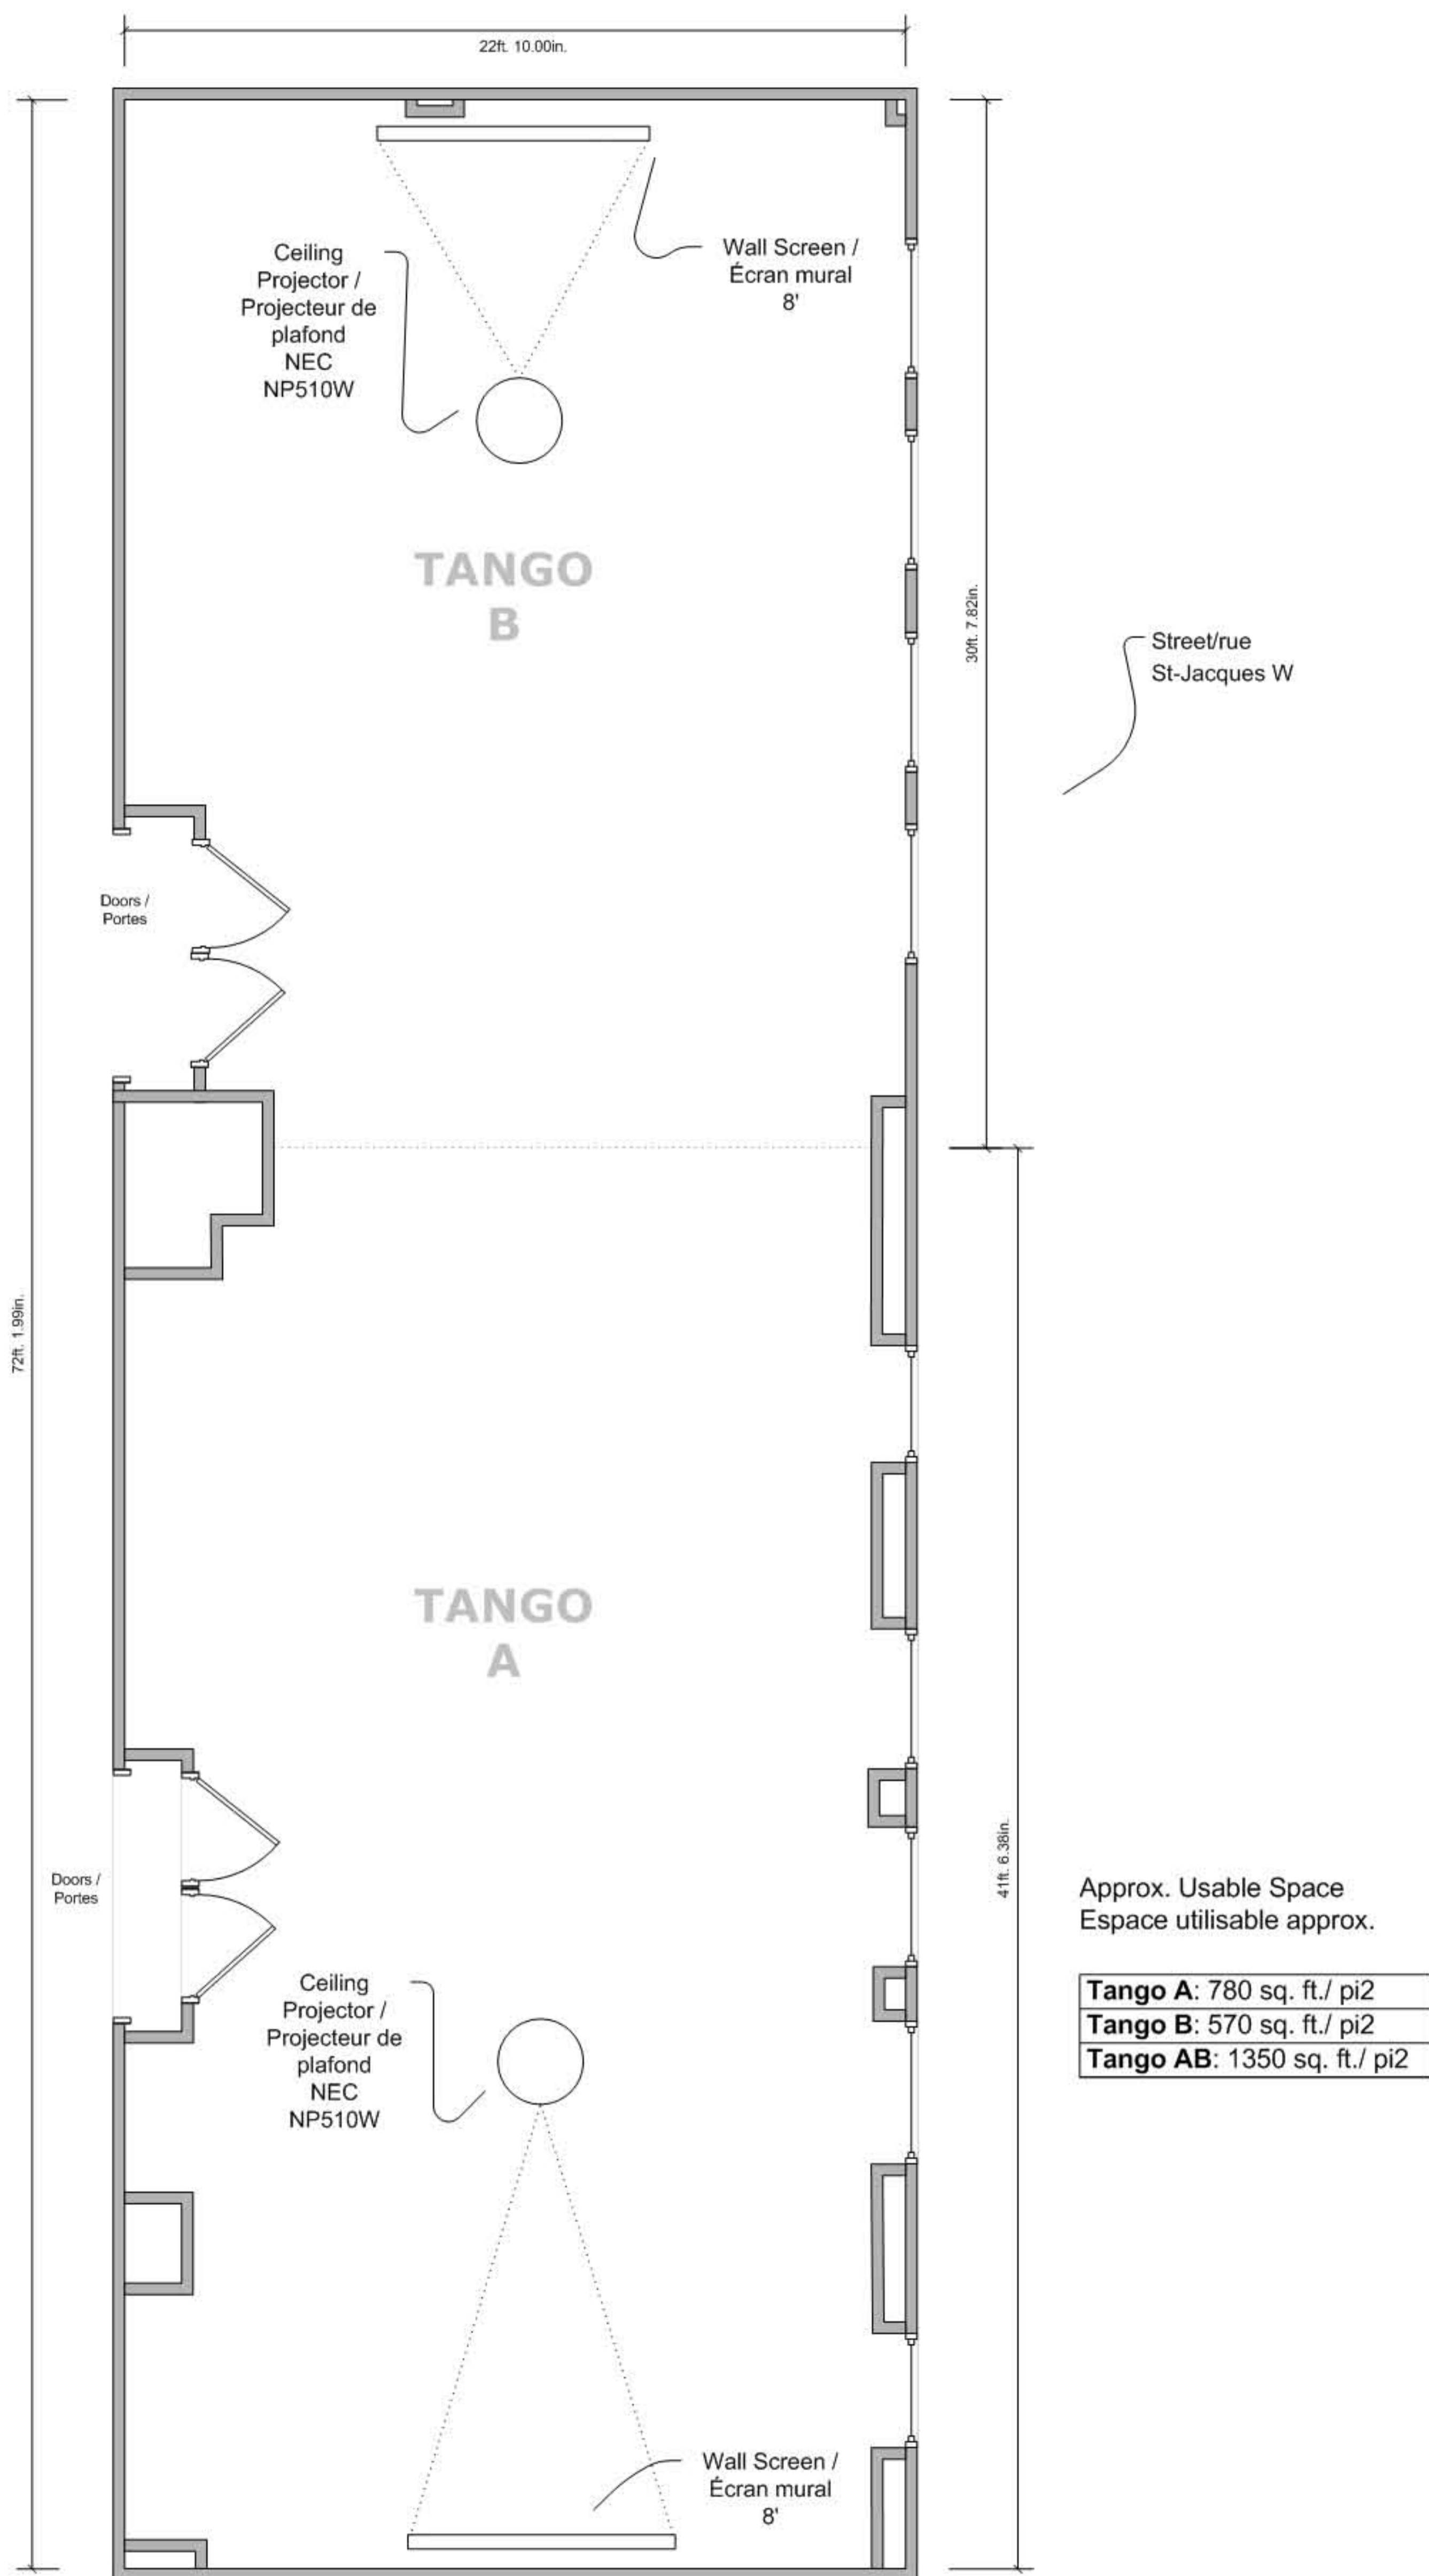 22ft. 10.00in.
Ceiling
Projector /
Projecteur de
plafond
NEC
NP510W
Wall Screen /
Écran mural
8'
TANGO
B
30ft. 7.82in.
Street/rue
St-Jacques W
Doors /
Portes
72ft. 1.99in.
TANGO
A
41ft. 6.38in.
Doors /
Portes
Approx. Usable Space
Espace utilisable approx.
Tango A: 780 sq. ft./ pi2
Tango B: 570 sq. ft./ pi2
Tango AB: 1350 sq. ft./ pi2
Ceiling
Projector /
Projecteur de
plafond
NEC
NP510W
Wall Screen /
Écran mural
8'